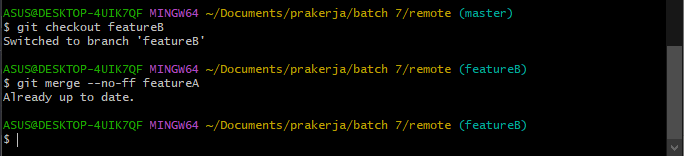 ASUS@DESKTOP-4UIK7QF MINGW64 ~/Documents/prakerja/batch 7/remote (master)
$ git checkout featureB
Switched to branch 'featureB'
ASUS@DESKTOP-4UIK7QF MINGW64 ~/Documents/prakerja/batch 7/remote (featureB)
$ git merge --no-ff featureA
Already up to date.
ASUS@DESKTOP-4UIK7QF MINGW64 ~/Documents/prakerja/batch 7/remote (featureB)
$